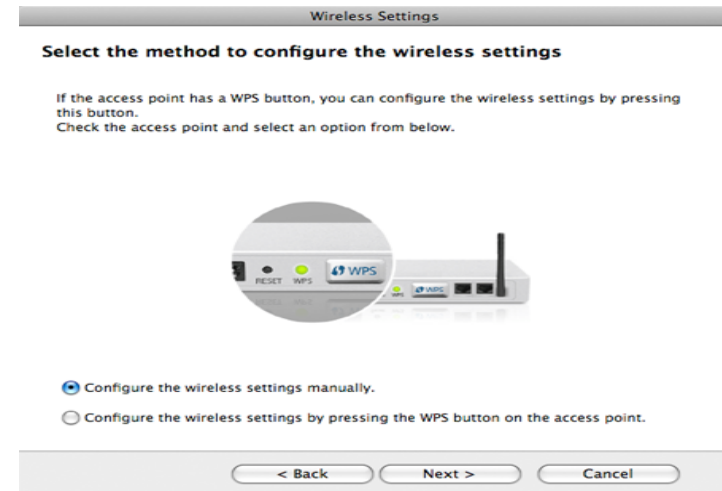 Wireless Settings
Select the method to configure the wireless settings
If the access point has a WPS button, you can configure the wireless settings by pressing
this button.
Check the access point and select an option from below.
WPS
RESET WPS
WPS WPS
Configure the wireless settings manually.
Configure the wireless settings by pressing the WPS button on the access point.
< Back Next > Cancel